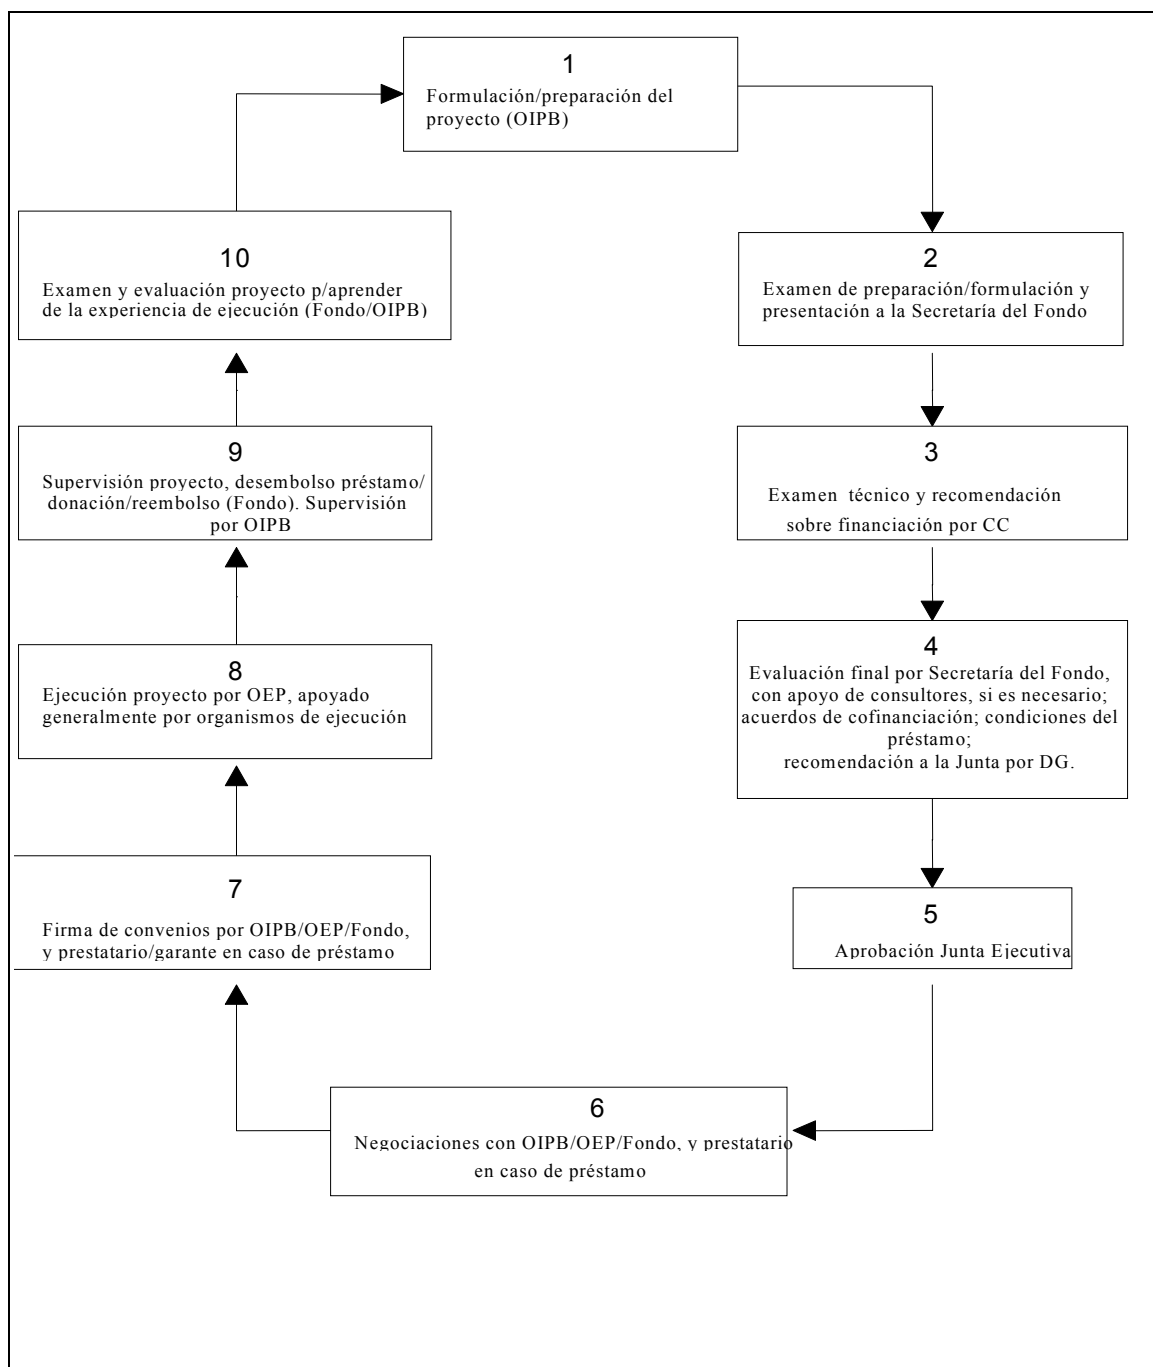 1
Formulación/preparación del
proyecto (OIPB)
2
Examen de preparación/formulación y
presentación a la Secretaría del Fondo
3
Examen técnico y recomendación
sobre financiación por CC
4
Evaluación final por Secretaría del Fondo,
con apoyo de consultores, si es necesario;
acuerdos de cofinanciación; condiciones del
préstamo;
recomendación a la Junta por DG.
5
Aprobación Junta Ejecutiva
6
Negociaciones con OIPB/OEP/Fondo, y prestatario
en caso de préstamo
7
Firma de convenios por OIPB/OEP/Fondo,
y prestatario/garante en caso de préstamo
8
Ejecución proyecto por OEP, apoyado
generalmente por organismos de ejecución
9
Supervisión proyecto, desembolso préstamo/
donación/reembolso (Fondo). Supervisión
por OIPB
10
Examen y evaluación proyecto p/aprender
de la experiencia de ejecución (Fondo/OIPB)